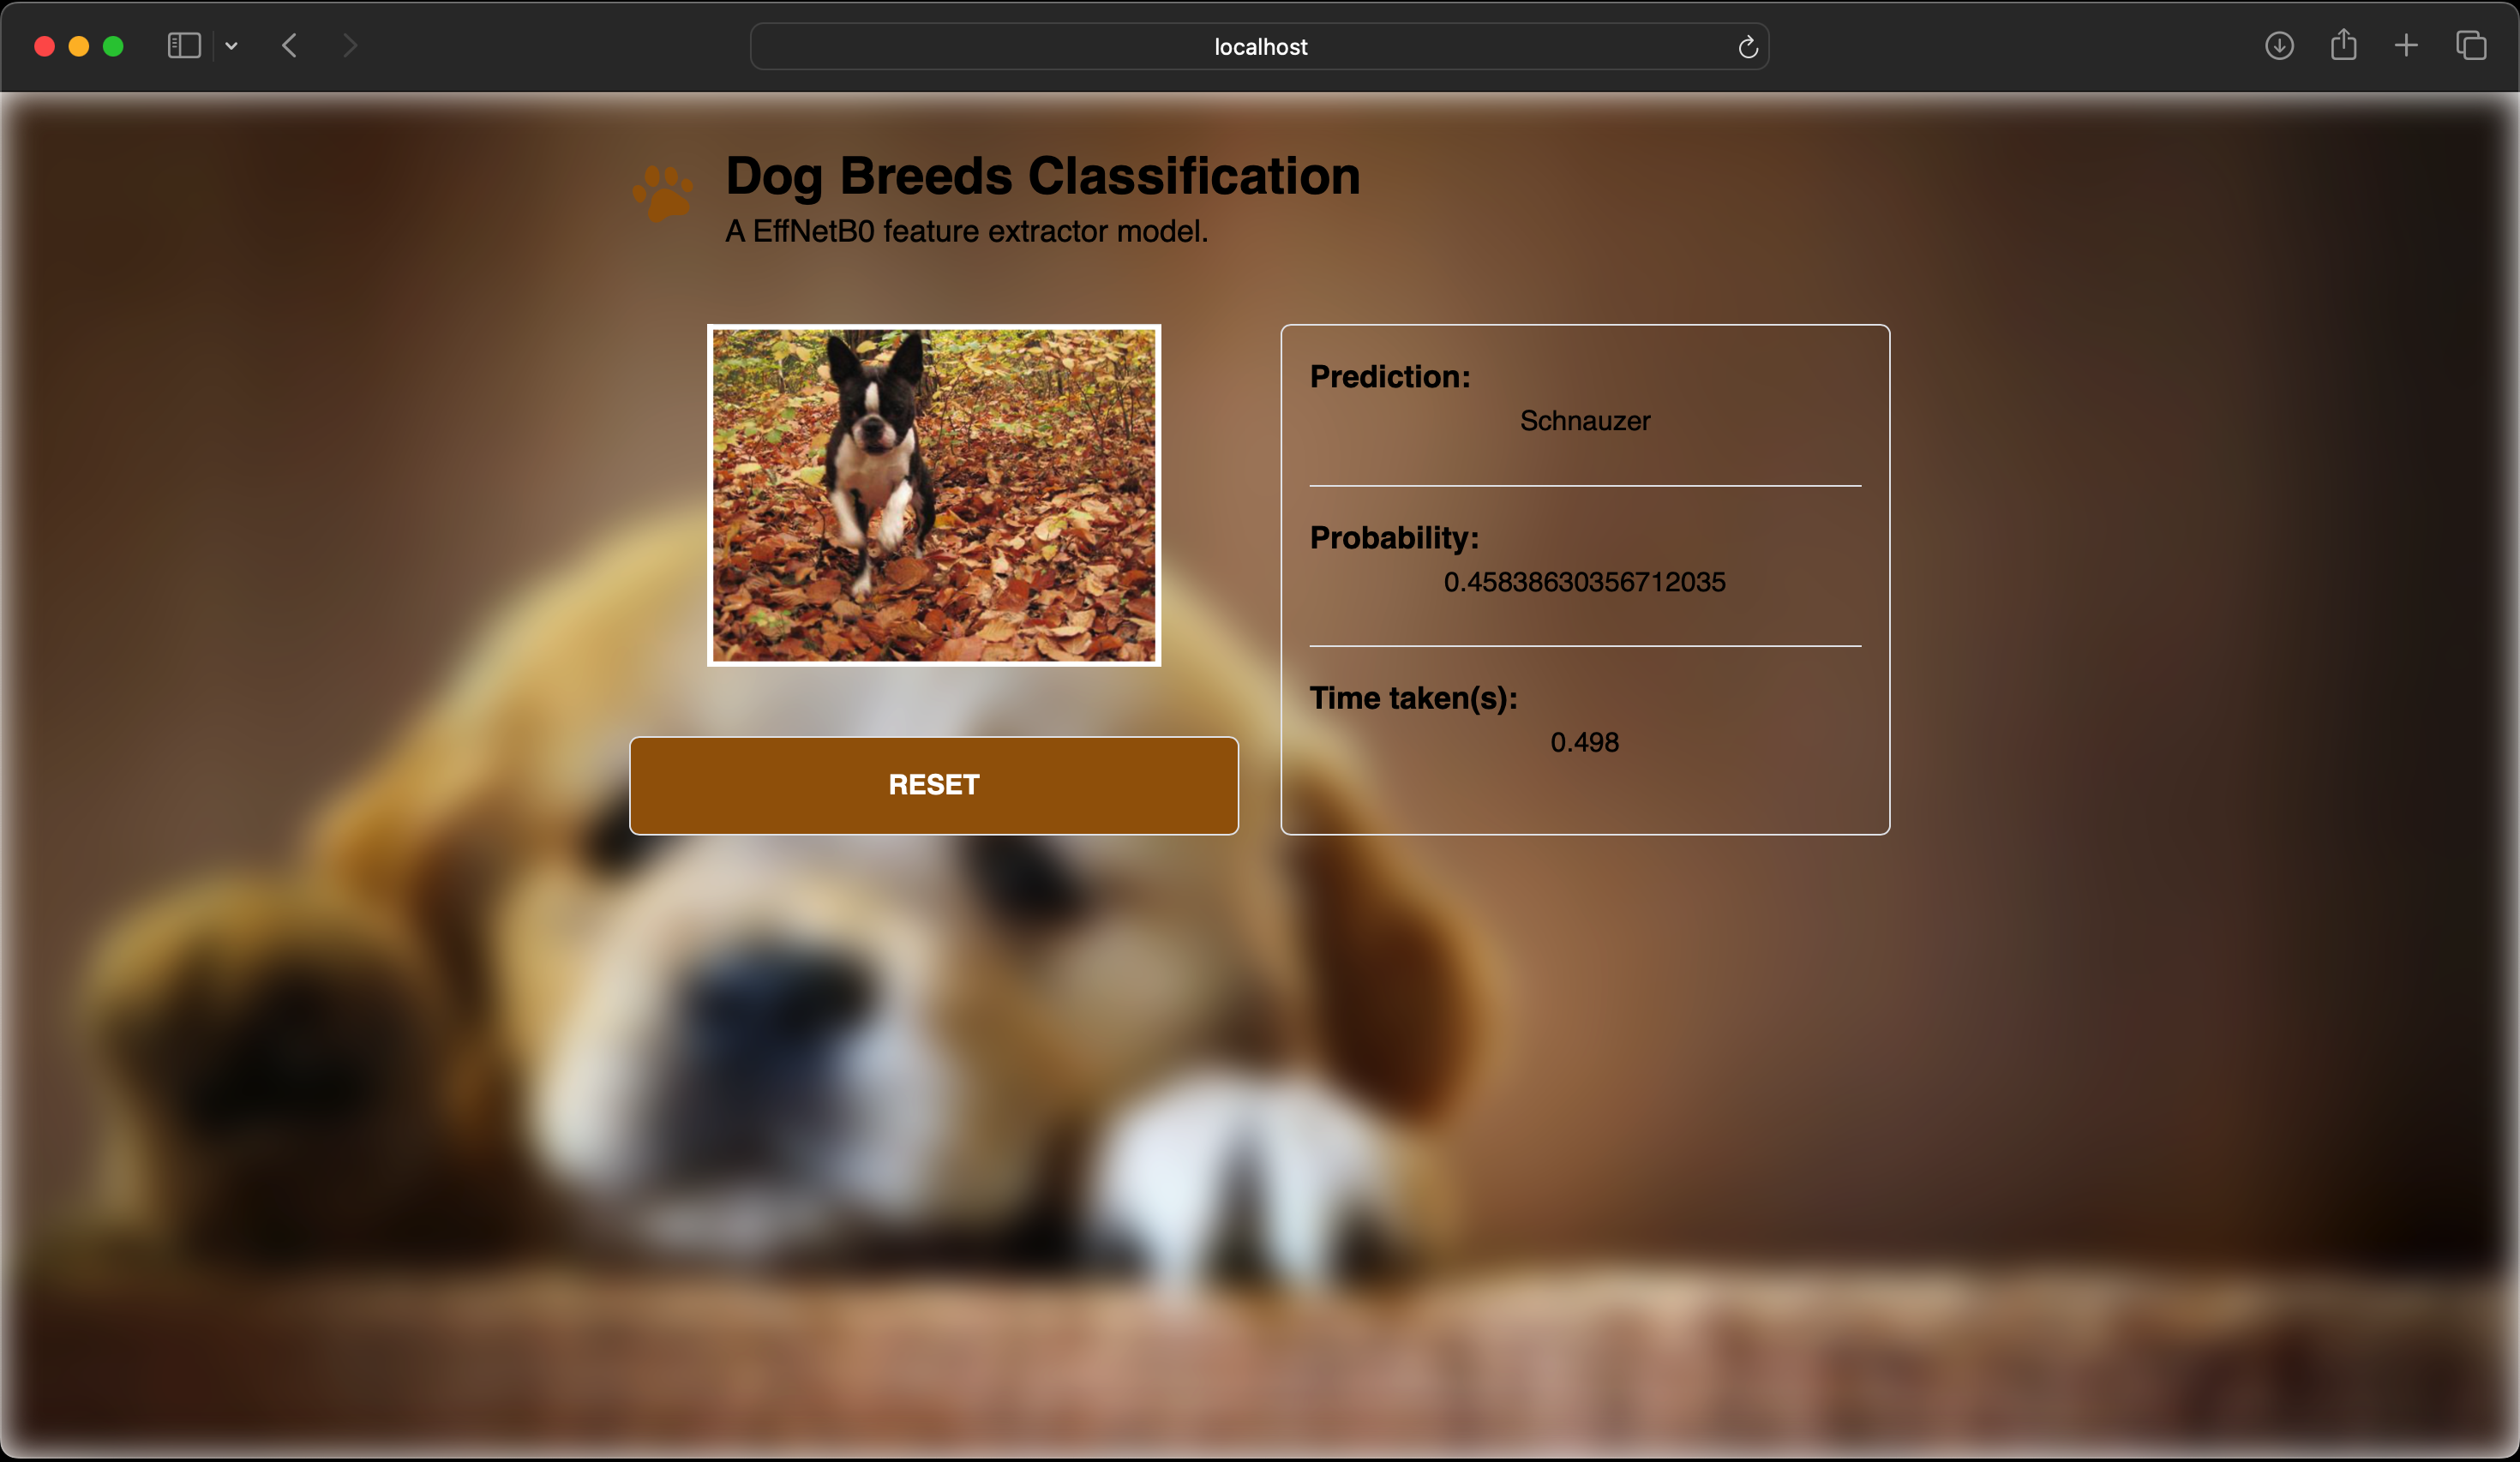 localhost
Dog Breeds Classification
A EffNetB0 feature extractor model.
Prediction:
Schnauzer
Probability:
0.45838630356712035
Time taken(s):
0.498
RESET